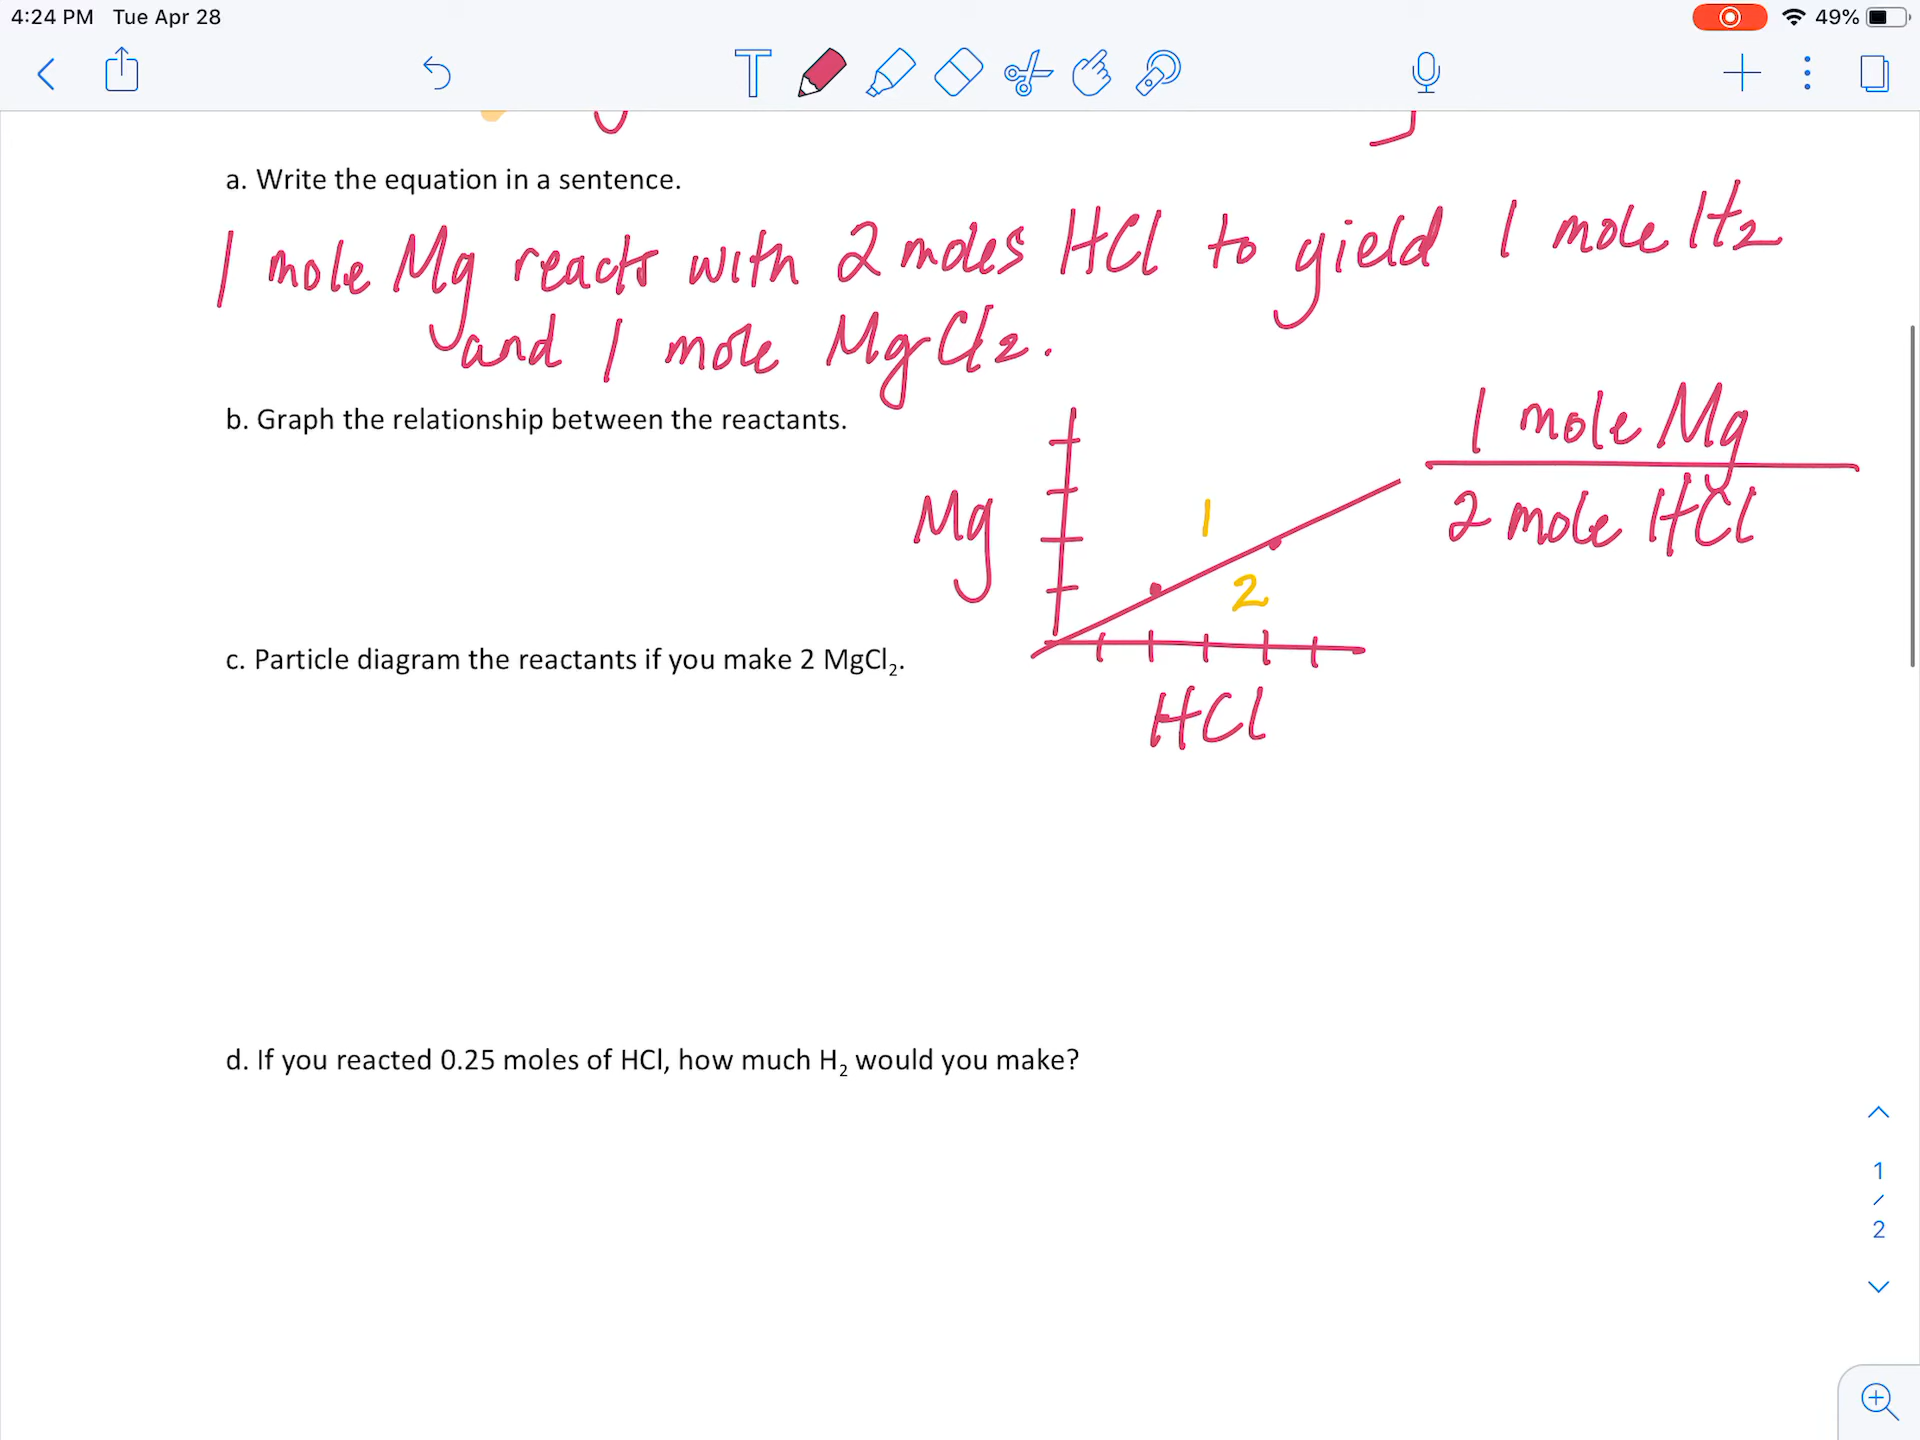 4:24 PM Tue Apr 28
49%
T
a. Write the equation in a sentence.
1 mole Mg reacts with 2 moles HCl to yield 1 mole H2
and 1 mole MgCl2.
b. Graph the relationship between the reactants.
1 mole Mg
2 mole HCl
Mg
1
2
HCl
c. Particle diagram the reactants if you make 2 MgCl₂.
d. If you reacted 0.25 moles of HCl, how much H₂ would you make?
1
/
2